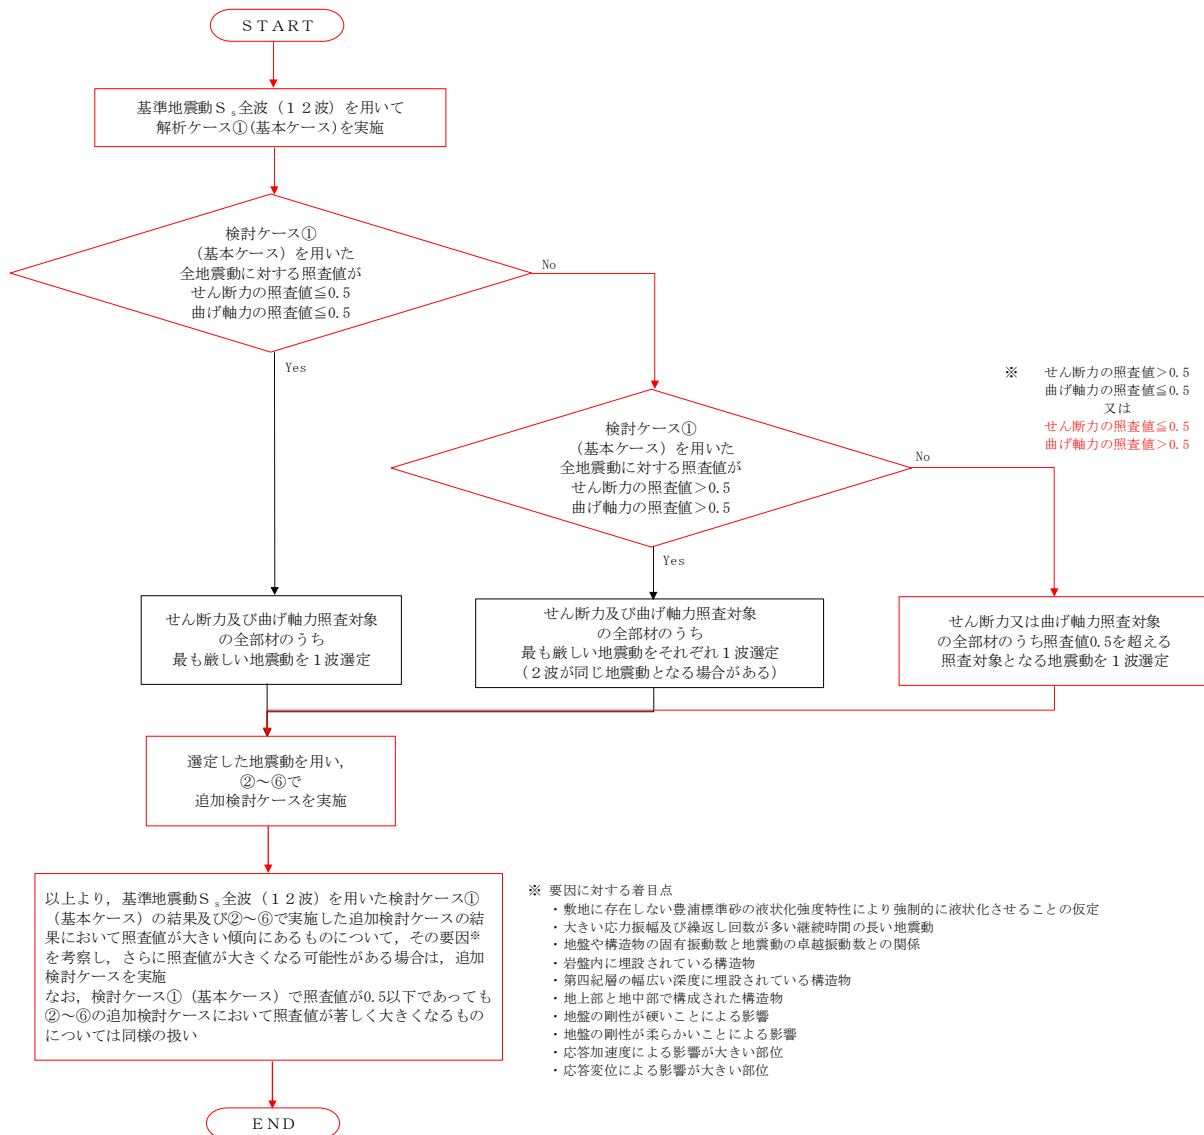 ＳＴＡＲＴ
基準地震動Ｓｓ全波（１２波）を用いて
解析ケース①(基本ケース)を実施
検討ケース①
（基本ケース）を用いた
全地震動に対する照査値が
せん断力の照査値≦0.5
曲げ軸力の照査値≦0.5
No
Yes
※ せん断力の照査値＞0.5
曲げ軸力の照査値≦0.5
又は
せん断力の照査値≦0.5
曲げ軸力の照査値＞0.5
検討ケース①
（基本ケース）を用いた
全地震動に対する照査値が
せん断力の照査値＞0.5
曲げ軸力の照査値＞0.5
No
Yes
せん断力及び曲げ軸力照査対象
の全部材のうち
最も厳しい地震動を１波選定
せん断力及び曲げ軸力照査対象
の全部材のうち
最も厳しい地震動をそれぞれ１波選定
（２波が同じ地震動となる場合がある）
せん断力又は曲げ軸力照査対象
の全部材のうち照査値0.5を超える
照査対象となる地震動を１波選定
選定した地震動を用い，
②～⑥で
追加検討ケースを実施
以上より，基準地震動Ｓｓ全波（１２波）を用いた検討ケース①
（基本ケース）の結果及び②～⑥で実施した追加検討ケースの結
果において照査値が大きい傾向にあるものについて，その要因※
を考察し，さらに照査値が大きくなる可能性がある場合は，追加
検討ケースを実施
なお，検討ケース①（基本ケース）で照査値が0.5以下であっても
②～⑥の追加検討ケースにおいて照査値が著しく大きくなるもの
については同様の扱い
※ 要因に対する着目点
・敷地に存在しない豊浦標準砂の液状化強度特性により強制的に液状化させることの仮定
・大きい応力振幅及び繰返し回数が多い継続時間の長い地震動
・地盤や構造物の固有振動数と地震動の卓越振動数との関係
・岩盤内に埋設されている構造物
・第四紀層の幅広い深度に埋設されている構造物
・地上部と地中部で構成された構造物
・地盤の剛性が硬いことによる影響
・地盤の剛性が柔らかいことによる影響
・応答加速度による影響が大きい部位
・応答変位による影響が大きい部位
ＥＮＤ